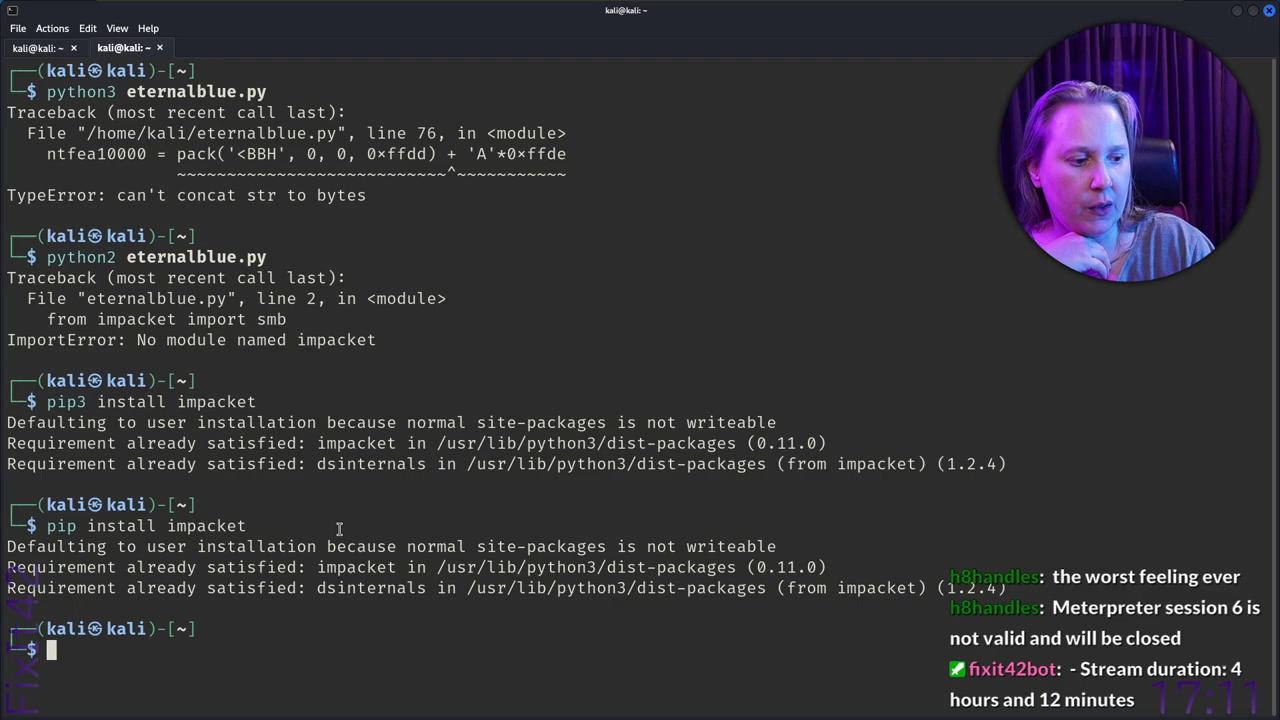 kali@kali: ~
File Actions Edit View Help
kali@kali: ~ × kali@kali: ~ ×
┌──(kali㉿kali)-[~]
└─$ python3 eternalblue.py
Traceback (most recent call last):
File "/home/kali/eternalblue.py", line 76, in <module>
ntfea10000 = pack('<BBH', 0, 0, 0×ffdd) + 'A'*0×ffde
~~~~~~~~~~~~~~~~~~~~~~~~~~~^~~~~~~~~~~~
TypeError: can't concat str to bytes
┌──(kali㉿kali)-[~]
└─$ python2 eternalblue.py
Traceback (most recent call last):
File "eternalblue.py", line 2, in <module>
from impacket import smb
ImportError: No module named impacket
┌──(kali㉿kali)-[~]
└─$ pip3 install impacket
Defaulting to user installation because normal site-packages is not writeable
Requirement already satisfied: impacket in /usr/lib/python3/dist-packages (0.11.0)
Requirement already satisfied: dsinternals in /usr/lib/python3/dist-packages (from impacket) (1.2.4)
┌──(kali㉿kali)-[~]
└─$ pip install impacket
Defaulting to user installation because normal site-packages is not writeable
Requirement already satisfied: impacket in /usr/lib/python3/dist-packages (0.11.0)
Requirement already satisfied: dsinternals in /usr/lib/python3/dist-packages (from impacket) (1.2.4)
┌──(kali㉿kali)-[~]
└─$
h8handles: the worst feeling ever
h8handles: Meterpreter session 6 is
not valid and will be closed
fixit42bot: - Stream duration: 4
hours and 12 minutes
Fixit42
17:11